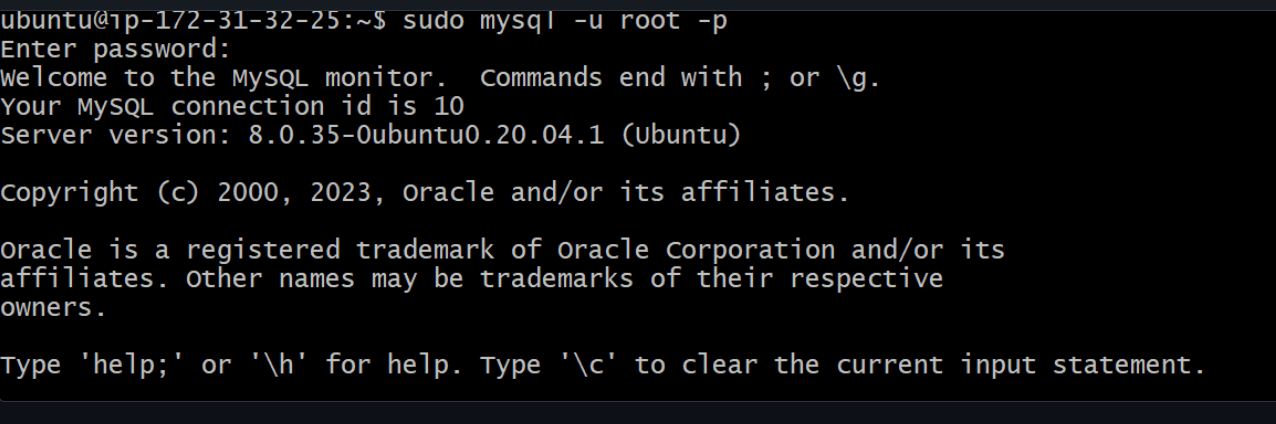 ubuntu@ip-172-31-32-25:~$ sudo mysql -u root -p
Enter password:
Welcome to the MySQL monitor.  Commands end with ; or \g.
Your MySQL connection id is 10
Server version: 8.0.35-0ubuntu0.20.04.1 (Ubuntu)
Copyright (c) 2000, 2023, Oracle and/or its affiliates.
Oracle is a registered trademark of Oracle Corporation and/or its
affiliates. Other names may be trademarks of their respective
owners.
Type 'help;' or '\h' for help. Type '\c' to clear the current input statement.